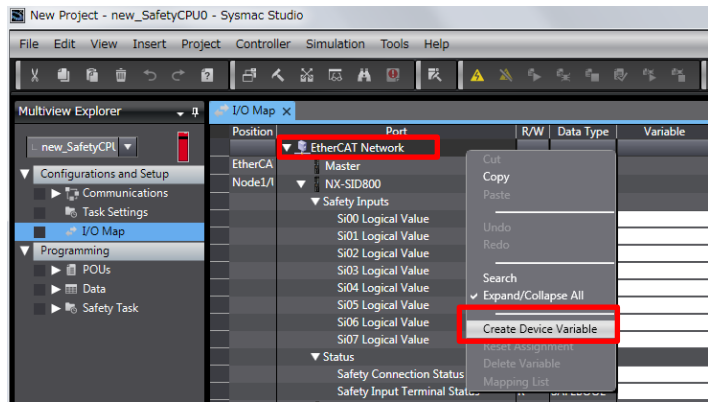 New Project - new_SafetyCPU0 - Sysmac Studio
File Edit View Insert Project Controller Simulation Tools Help
Multiview Explorer
I/O Map
new_SafetyCPU
Configurations and Setup
Communications
Task Settings
I/O Map
Programming
POUs
Data
Safety Task
Position Port R/W Data Type Variable
EtherCAT Network
EtherCA Master
Node1/I NX-SID800
Safety Inputs
Si00 Logical Value
Si01 Logical Value
Si02 Logical Value
Si03 Logical Value
Si04 Logical Value
Si05 Logical Value
Si06 Logical Value
Si07 Logical Value
Status
Safety Connection Status
Safety Input Terminal Status
Cut
Copy
Paste
Undo
Redo
Search
Expand/Collapse All
Create Device Variable
Reset Assignment
Delete Variable
Mapping List